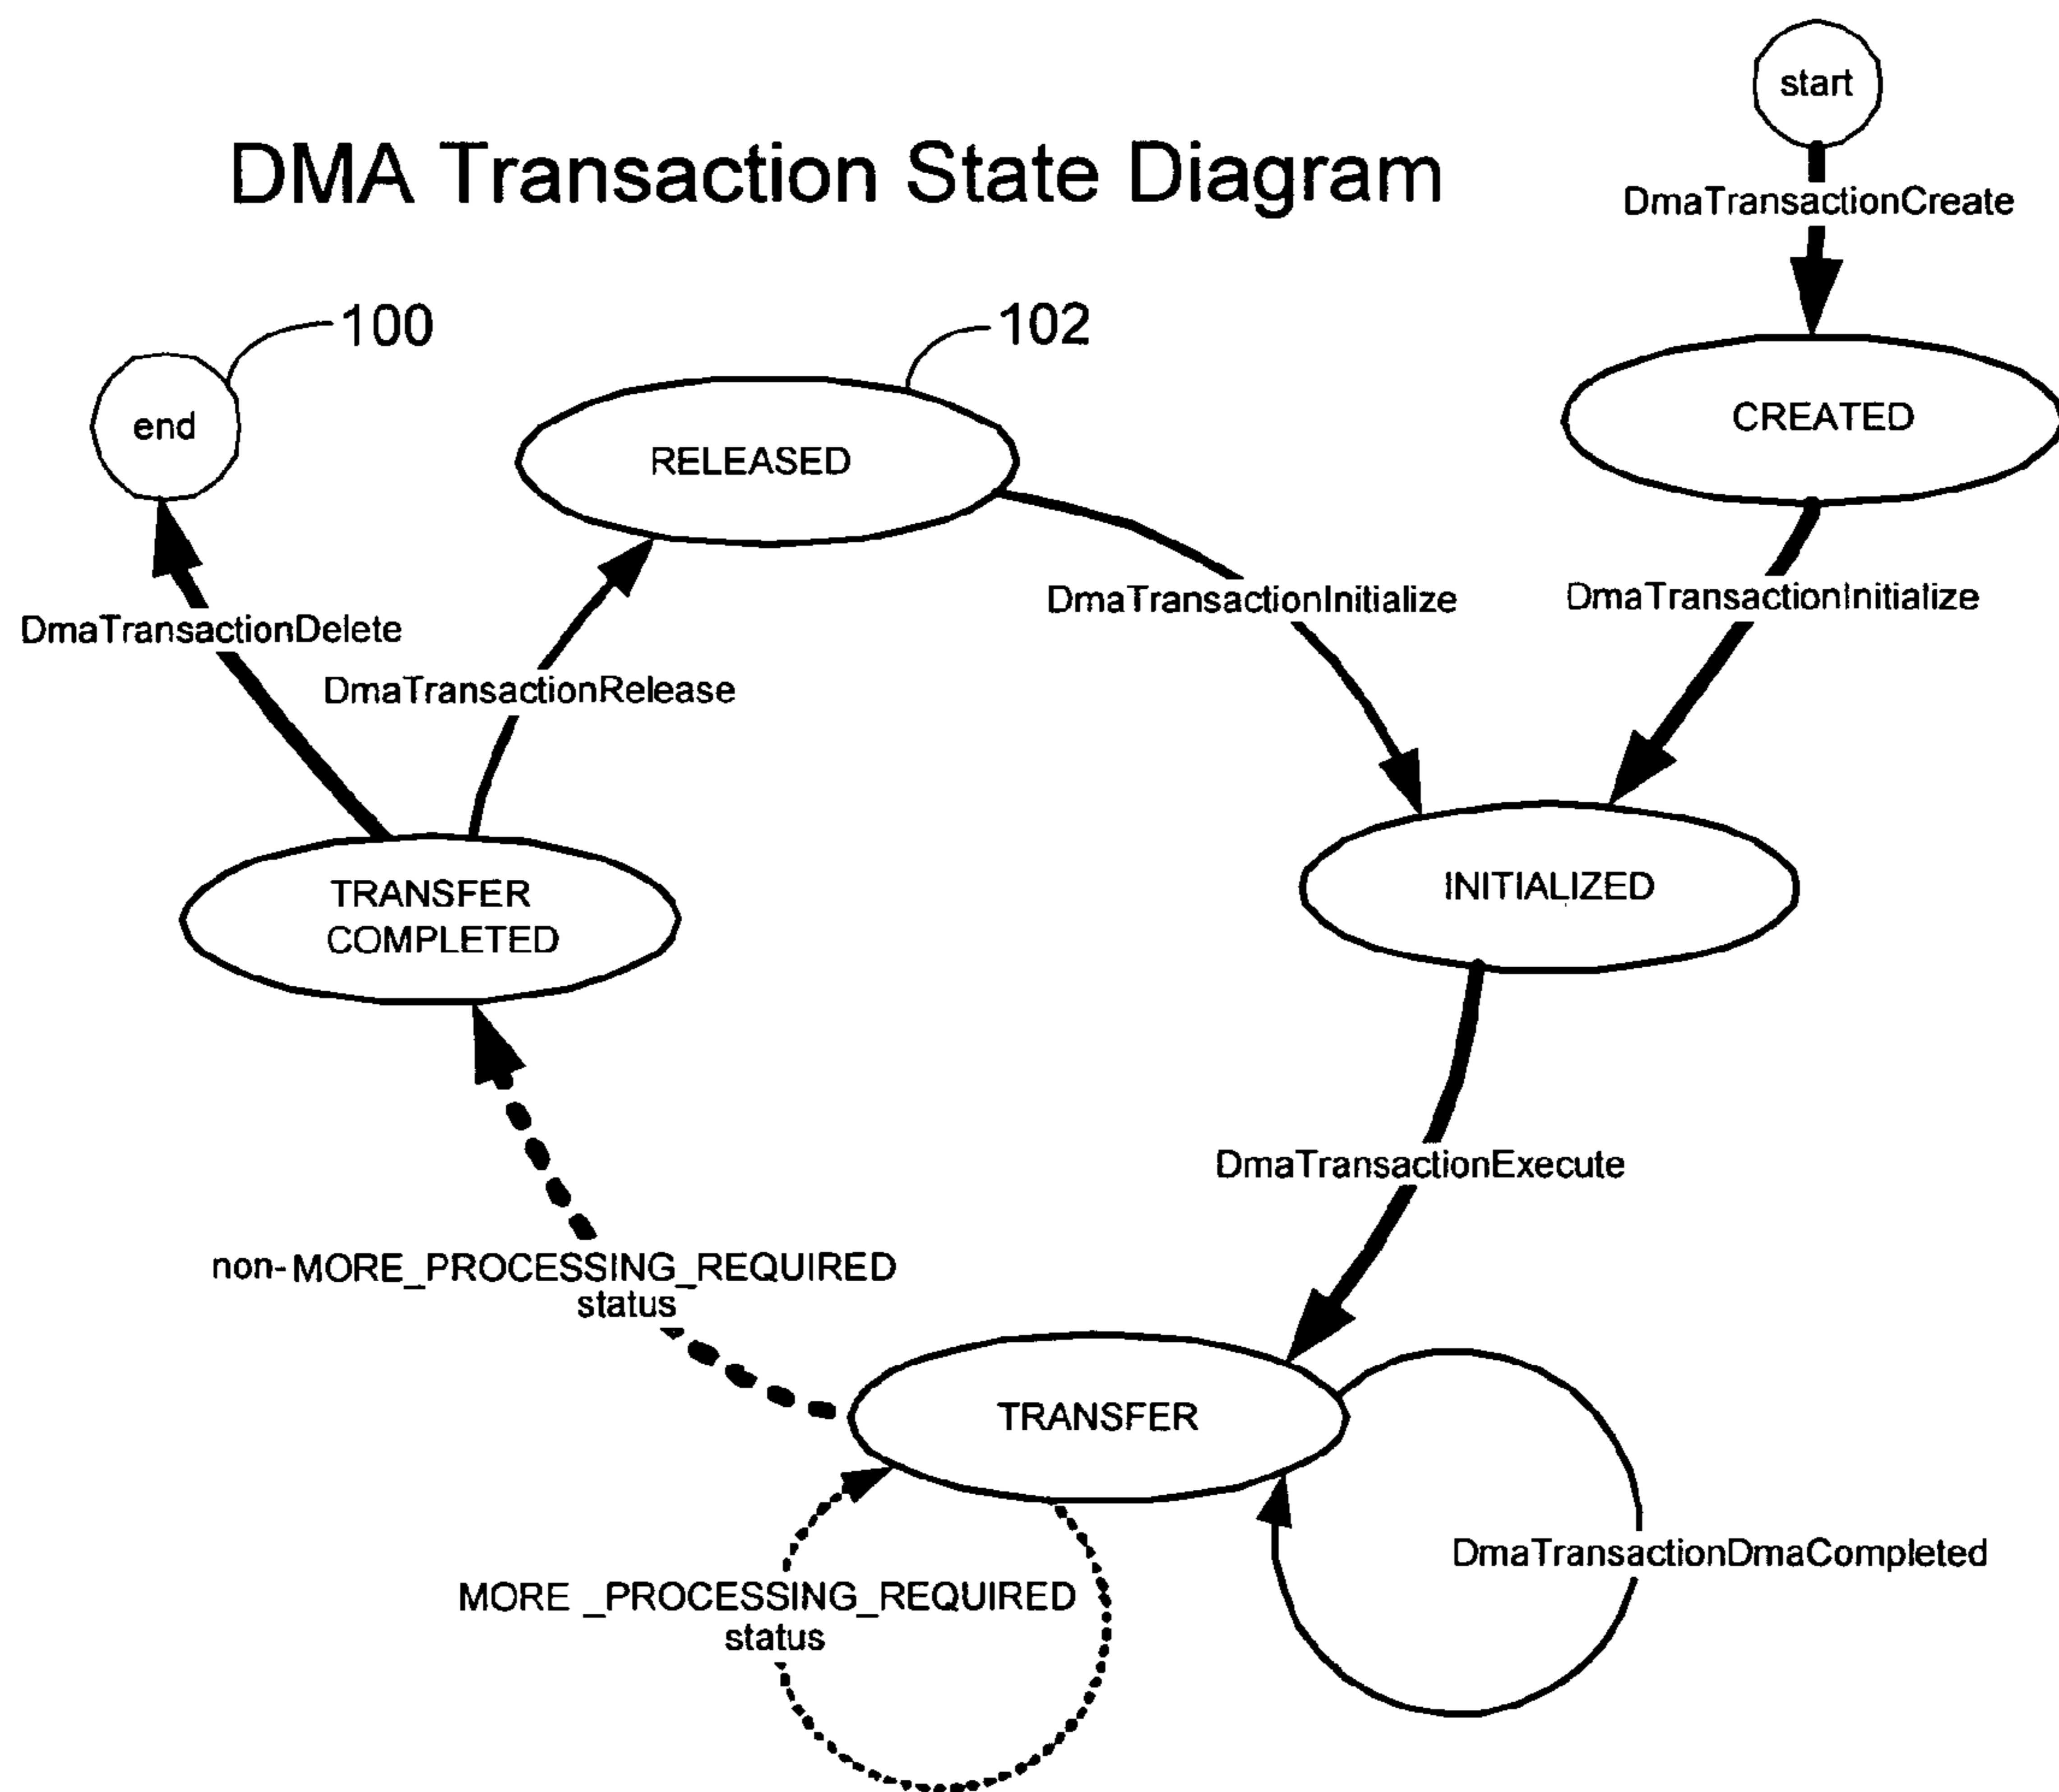 start
DMA Transaction State Diagram
DmaTransactionCreate
100
102
end
RELEASED
CREATED
DmaTransactionInitialize
DmaTransactionInitialize
DmaTransactionDelete
DmaTransactionRelease
TRANSFER
COMPLETED
INITIALIZED
DmaTransactionExecute
non-MORE_PROCESSING_REQUIRED
status
TRANSFER
DmaTransactionDmaCompleted
MORE _PROCESSING_REQUIRED
status